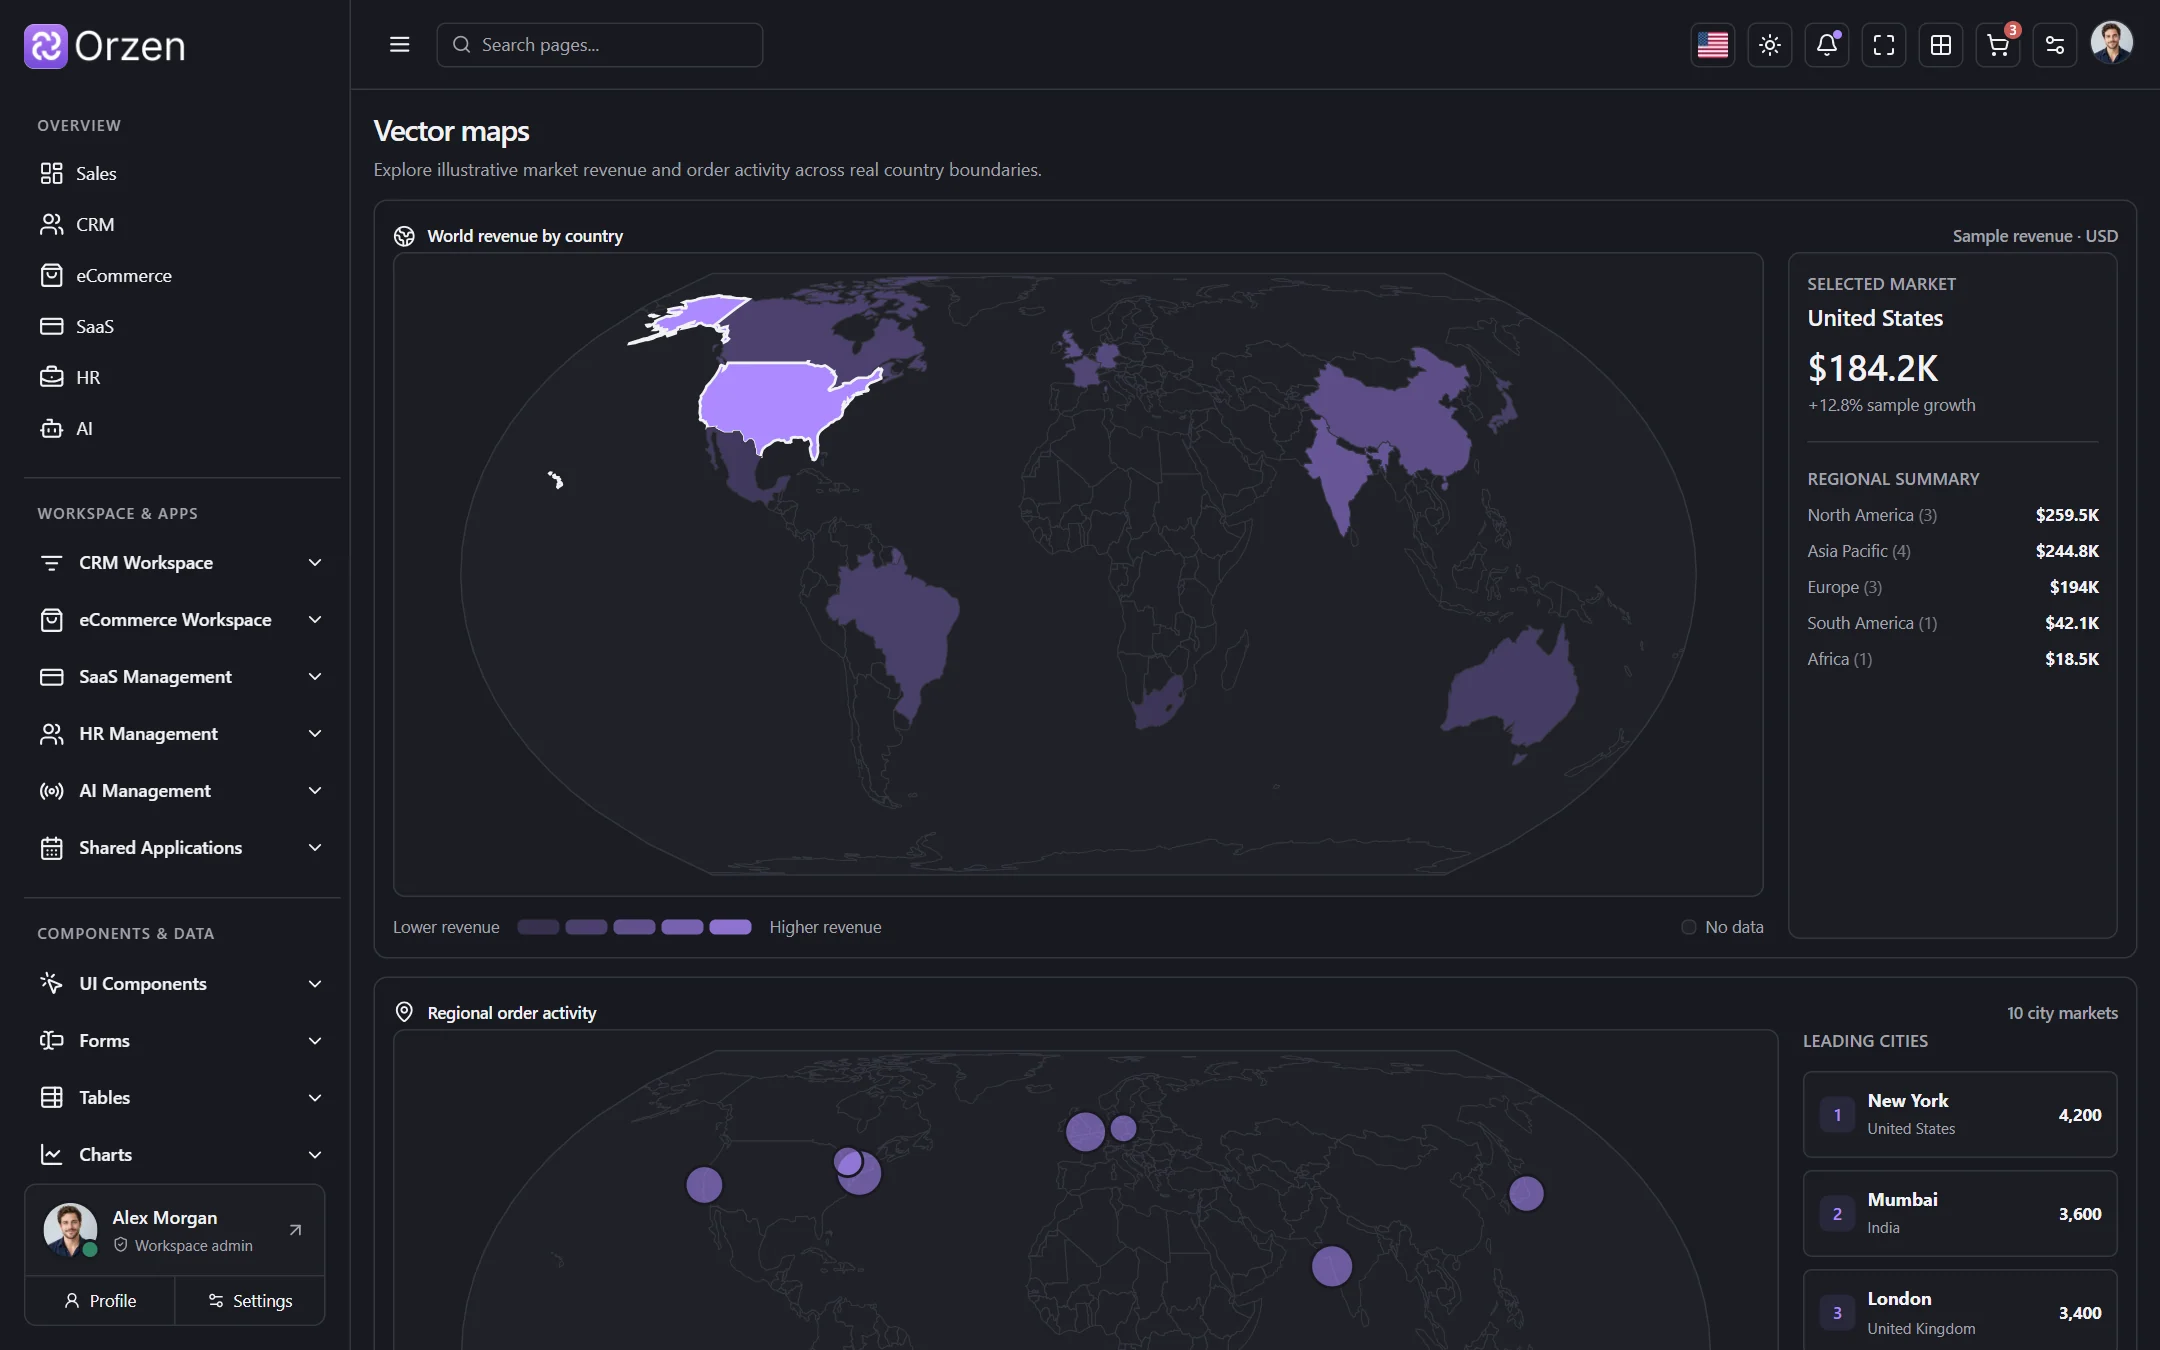 Orzen
OVERVIEW
Sales
CRM
eCommerce
SaaS
HR
AI
WORKSPACE & APPS
CRM Workspace
eCommerce Workspace
SaaS Management
HR Management
AI Management
Shared Applications
COMPONENTS & DATA
UI Components
Forms
Tables
Charts
Alex Morgan
Workspace admin
Profile
Settings
Search pages...
3
Vector maps
Explore illustrative market revenue and order activity across real country boundaries.
World revenue by country
Sample revenue · USD
SELECTED MARKET
United States
$184.2K
+12.8% sample growth
REGIONAL SUMMARY
North America (3) $259.5K
Asia Pacific (4) $244.8K
Europe (3) $194K
South America (1) $42.1K
Africa (1) $18.5K
Lower revenue
Higher revenue
No data
Regional order activity
10 city markets
LEADING CITIES
1 New York 4,200
United States
2 Mumbai 3,600
India
3 London 3,400
United Kingdom